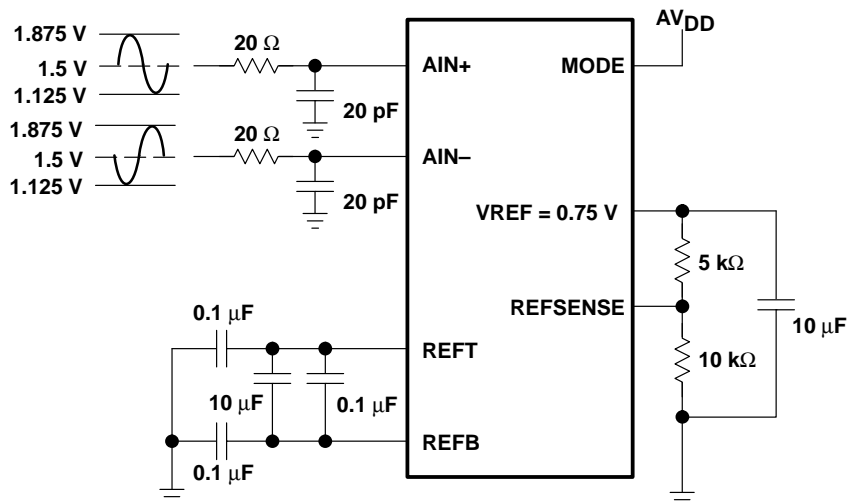 AVDD
1.875 V
1.5 V
1.125 V
20 Ω
20 pF
AIN+
MODE
1.875 V
1.5 V
1.125 V
20 Ω
20 pF
AIN–
VREF = 0.75 V
5 kΩ
REFSENSE
10 µF
10 kΩ
0.1 µF
REFT
10 µF
0.1 µF
REFB
0.1 µF